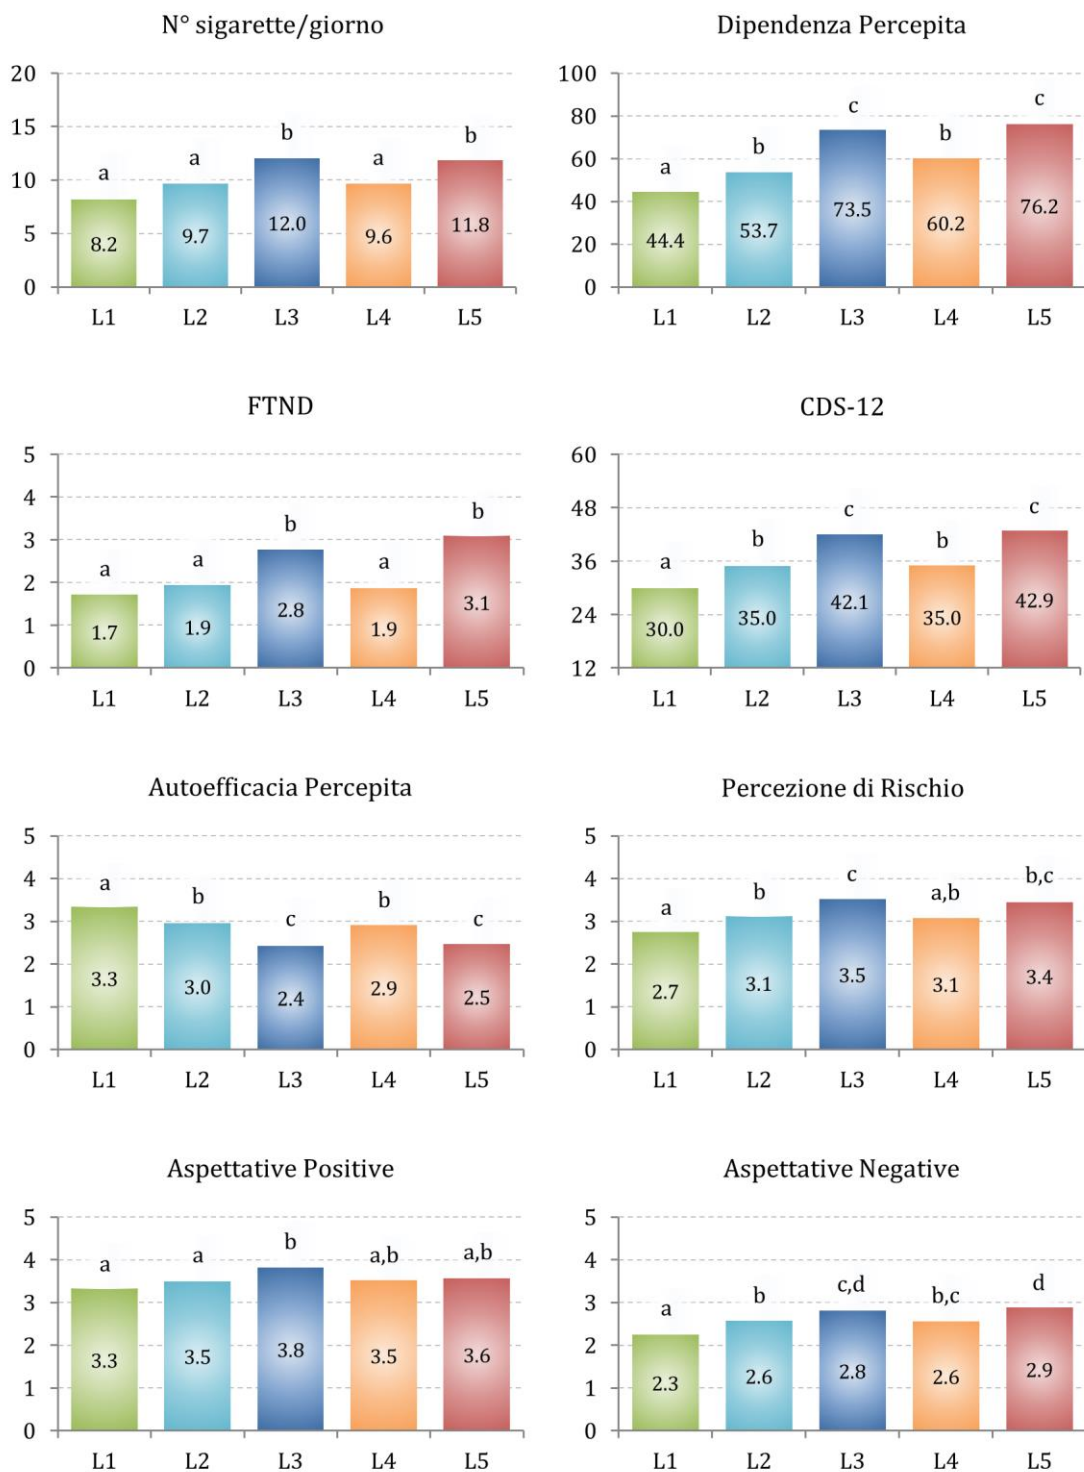 N° sigarette/giorno
20
15
10
5
0
a
a
b
a
b
8.2
9.7
12.0
9.6
11.8
L1 L2 L3 L4 L5
Dipendenza Percepita
100
80
60
40
20
0
a
b
c
b
c
44.4
53.7
73.5
60.2
76.2
L1 L2 L3 L4 L5
FTND
5
4
3
2
1
0
a
a
b
a
b
1.7
1.9
2.8
1.9
3.1
L1 L2 L3 L4 L5
CDS-12
60
48
36
24
12
a
b
c
b
c
30.0
35.0
42.1
35.0
42.9
L1 L2 L3 L4 L5
Autoefficacia Percepita
5
4
3
2
1
0
a
b
c
b
c
3.3
3.0
2.4
2.9
2.5
L1 L2 L3 L4 L5
Percezione di Rischio
5
4
3
2
1
0
a
b
c
a,b
b,c
2.7
3.1
3.5
3.1
3.4
L1 L2 L3 L4 L5
Aspettative Positive
5
4
3
2
1
0
a
a
b
a,b
a,b
3.3
3.5
3.8
3.5
3.6
L1 L2 L3 L4 L5
Aspettative Negative
5
4
3
2
1
0
a
b
c,d
b,c
d
2.3
2.6
2.8
2.6
2.9
L1 L2 L3 L4 L5